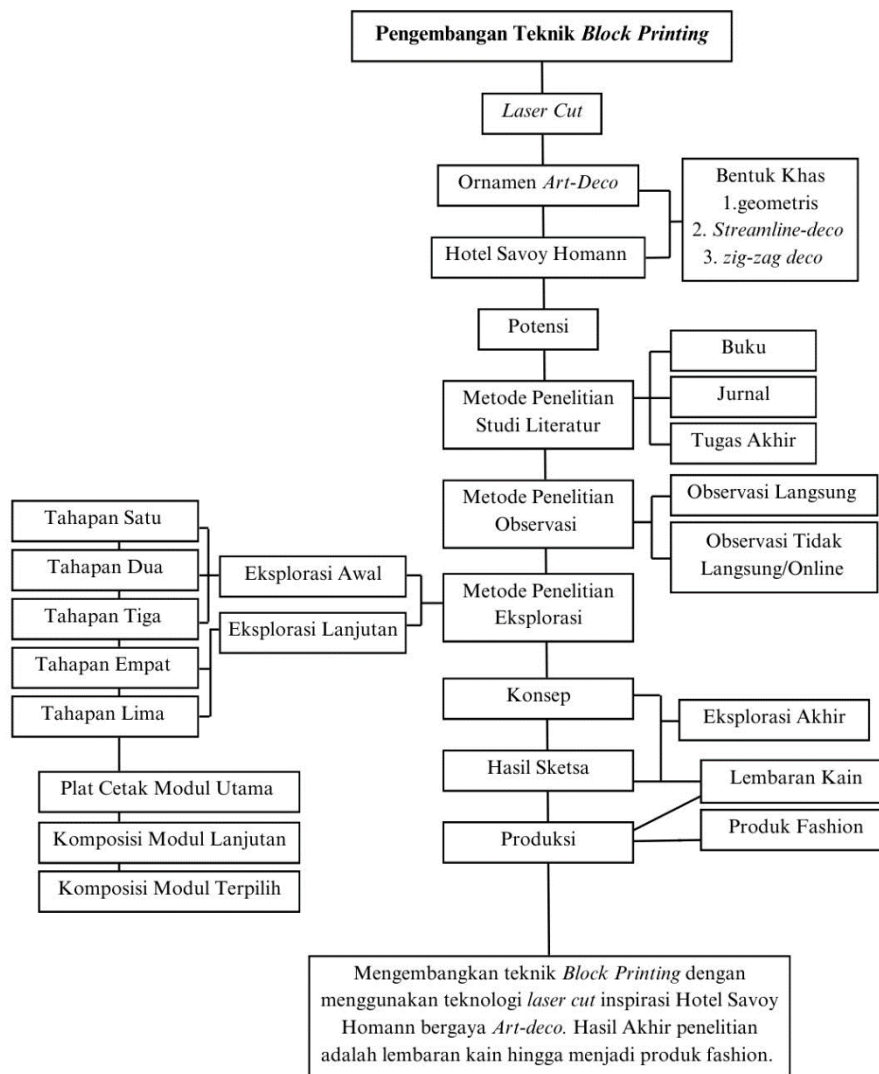 Pengembangan Teknik Block Printing
Laser Cut
Ornamen Art-Deco
Bentuk Khas
1.geometris
2. Streamline-deco
3. zig-zag deco
Hotel Savoy Homann
Potensi
Metode Penelitian
Studi Literatur
Buku
Jurnal
Tugas Akhir
Metode Penelitian
Observasi
Observasi Langsung
Observasi Tidak
Langsung/Online
Metode Penelitian
Eksplorasi
Eksplorasi Awal
Eksplorasi Lanjutan
Tahapan Satu
Tahapan Dua
Tahapan Tiga
Tahapan Empat
Tahapan Lima
Plat Cetak Modul Utama
Komposisi Modul Lanjutan
Komposisi Modul Terpilih
Konsep
Eksplorasi Akhir
Hasil Sketsa
Lembaran Kain
Produksi
Produk Fashion
Mengembangkan teknik Block Printing dengan
menggunakan teknologi laser cut inspirasi Hotel Savoy
Homann bergaya Art-deco. Hasil Akhir penelitian
adalah lembaran kain hingga menjadi produk fashion.